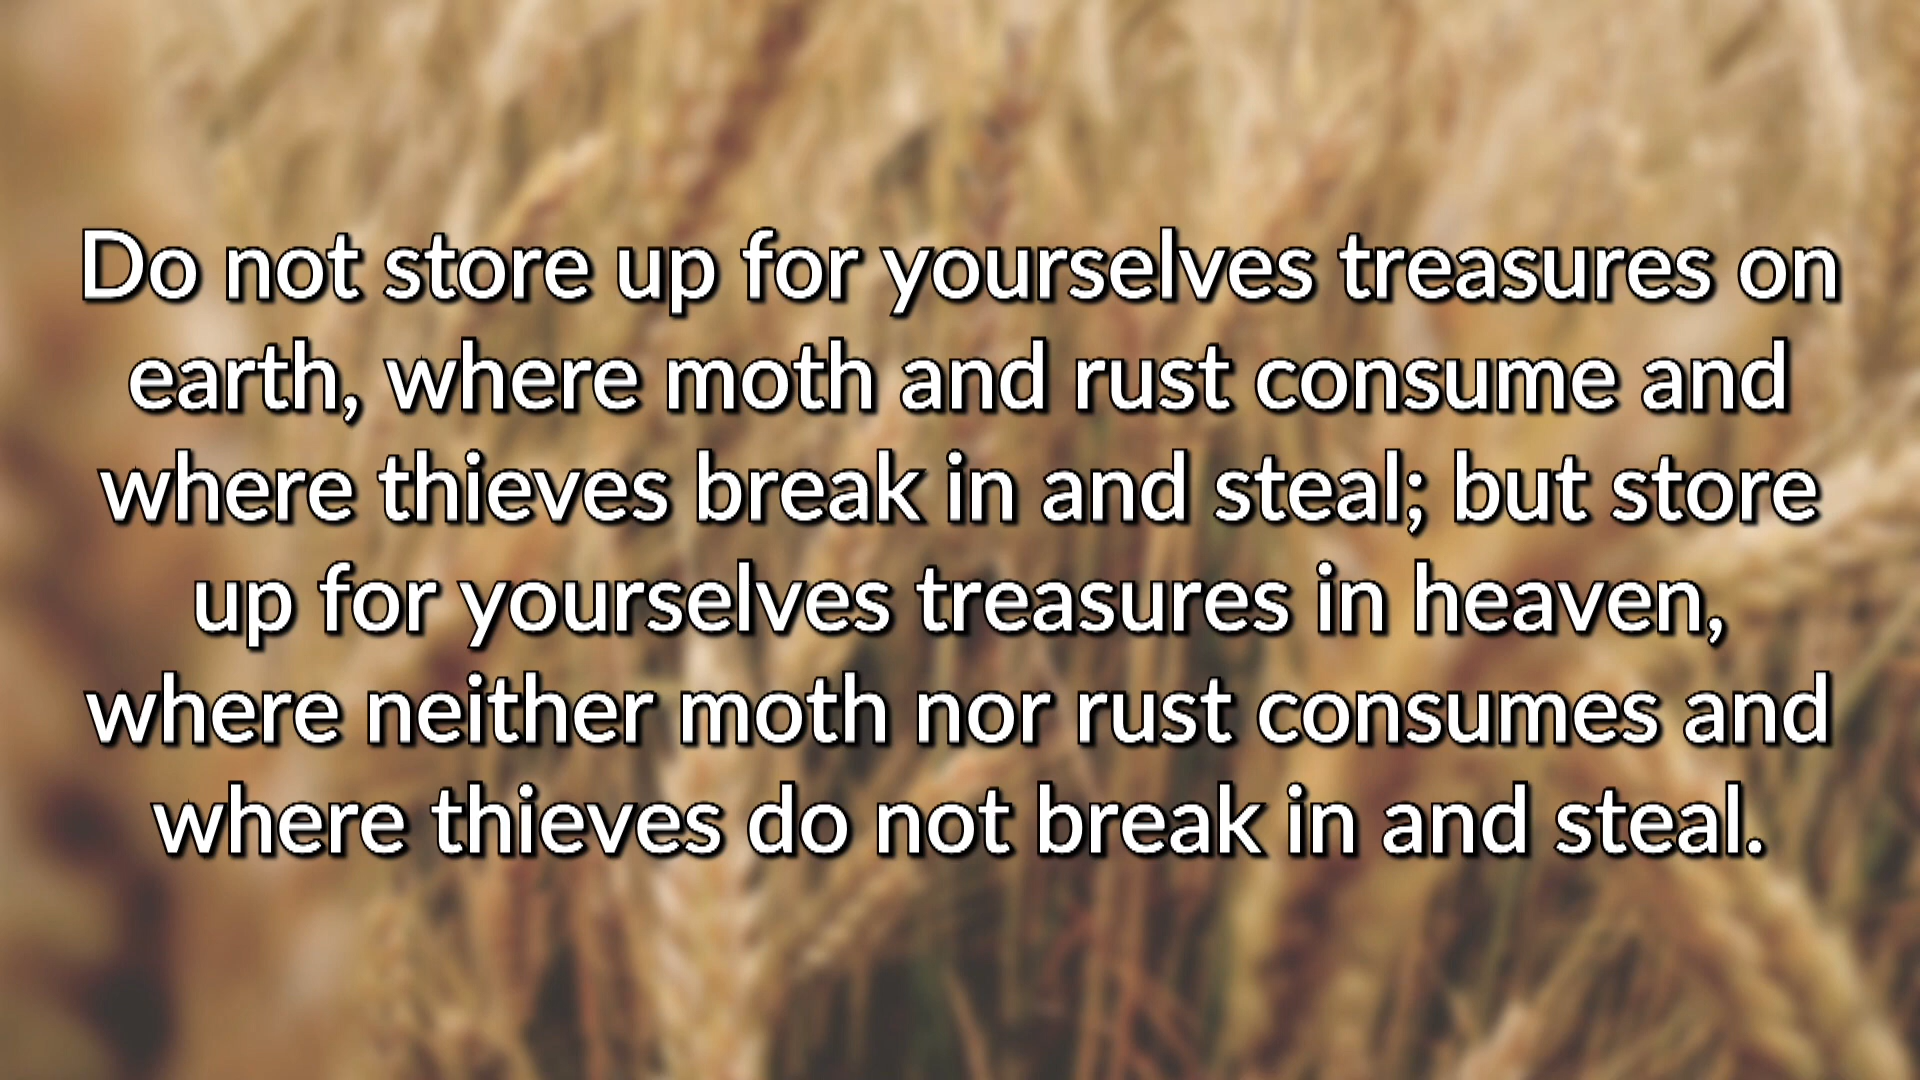 Do not store up for yourselves treasures on
earth, where moth and rust consume and
where thieves break in and steal; but store
up for yourselves treasures in heaven,
where neither moth nor rust consumes and
where thieves do not break in and steal.